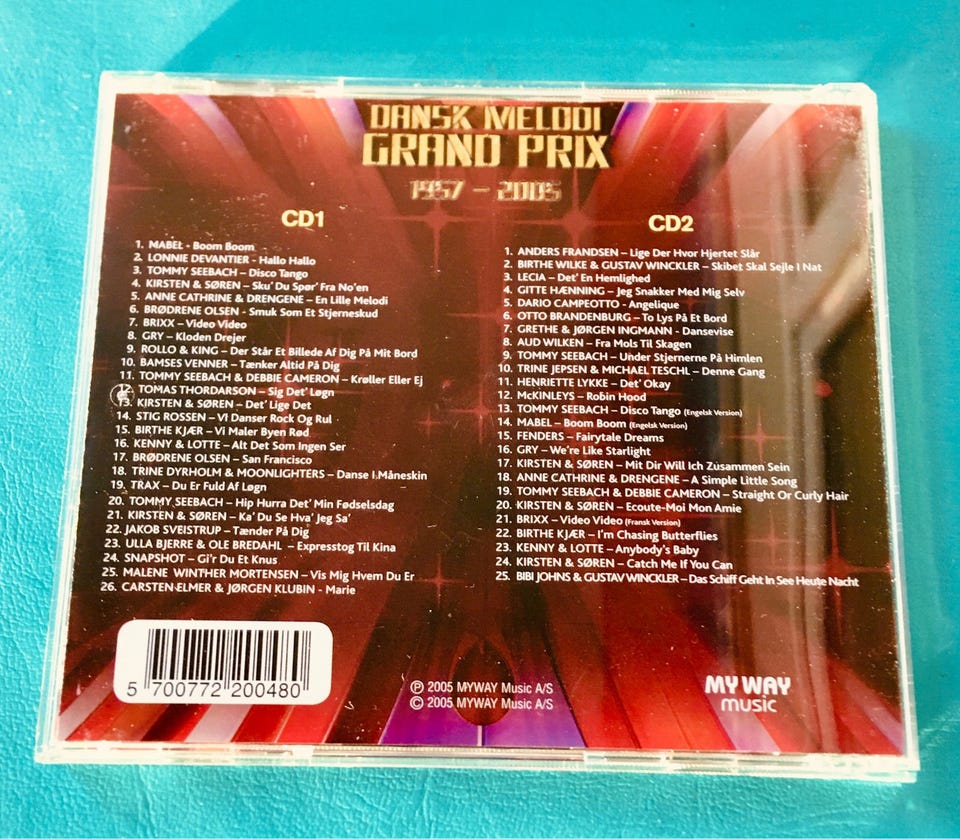 DANSK MELODI
GRAND PRIX
1957 – 2005
CD1
1. MABEL - Boom Boom
2. LONNIE DEVANTIER - Hallo Hallo
3. TOMMY SEEBACH – Disco Tango
4. KIRSTEN & SØREN – Sku' Du Spør' Fra No'en
5. ANNE CATHRINE & DRENGENE – En Lille Melodi
6. BRØDRENE OLSEN - Smuk Som Et Stjerneskud
7. BRIXX – Video Video
8. GRY – Kloden Drejer
9. ROLLO & KING – Der Står Et Billede Af Dig På Mit Bord
10. BAMSES VENNER – Tænker Altid På Dig
11. TOMMY SEEBACH & DEBBIE CAMERON – Krøller Eller Ej
12. TOMAS THORDARSON – Sig Det' Løgn
13. KIRSTEN & SØREN – Det' Lige Det
14. STIG ROSSEN – Vi Danser Rock Og Rul
15. BIRTHE KJÆR – Vi Maler Byen Rød
16. KENNY & LOTTE – Alt Det Som Ingen Ser
17. BRØDRENE OLSEN – San Francisco
18. TRINE DYRHOLM & MOONLIGHTERS – Danse I Måneskin
19. TRAX – Du Er Fuld Af Løgn
20. TOMMY SEEBACH – Hip Hurra Det' Min Fødselsdag
21. KIRSTEN & SØREN – Ka' Du Se Hva' Jeg Sa'
22. JAKOB SVEISTRUP – Tænder På Dig
23. ULLA BJERRE & OLE BREDAHL – Expresstog Til Kina
24. SNAPSHOT – Gi'r Du Et Knus
25. MALENE WINTHER MORTENSEN – Vis Mig Hvem Du Er
26. CARSTEN ELMER & JØRGEN KLUBIN - Marie
CD2
1. ANDERS FRANDSEN – Lige Der Hvor Hjertet Slår
2. BIRTHE WILKE & GUSTAV WINCKLER – Skibet Skal Sejle I Nat
3. LECIA – Det' En Hemlighed
4. GITTE HÆNNING – Jeg Snakker Med Mig Selv
5. DARIO CAMPEOTTO - Angelique
6. OTTO BRANDENBURG – To Lys På Et Bord
7. GRETHE & JØRGEN INGMANN - Dansevise
8. AUD WILKEN – Fra Mols Til Skagen
9. TOMMY SEEBACH – Under Stjernerne På Himlen
10. TRINE JEPSEN & MICHAEL TESCHL – Denne Gang
11. HENRIETTE LYKKE – Det' Okay
12. McKINLEYS – Robin Hood
13. TOMMY SEEBACH – Disco Tango (Engelsk Version)
14. MABEL – Boom Boom (Engelsk Version)
15. FENDERS – Fairytale Dreams
16. GRY – We're Like Starlight
17. KIRSTEN & SØREN – Mit Dir Will Ich Zusammen Sein
18. ANNE CATHRINE & DRENGENE – A Simple Little Song
19. TOMMY SEEBACH & DEBBIE CAMERON – Straight Or Curly Hair
20. KIRSTEN & SØREN – Ecoute-Moi Mon Amie
21. BRIXX – Video Video (Fransk Version)
22. BIRTHE KJÆR – I'm Chasing Butterflies
23. KENNY & LOTTE – Anybody's Baby
24. KIRSTEN & SØREN – Catch Me If You Can
25. BIBI JOHNS & GUSTAV WINCKLER – Das Schiff Geht In See Heute Nacht
5 700772 200480
℗ 2005 MYWAY Music A/S
© 2005 MYWAY Music A/S
MY WAY
music